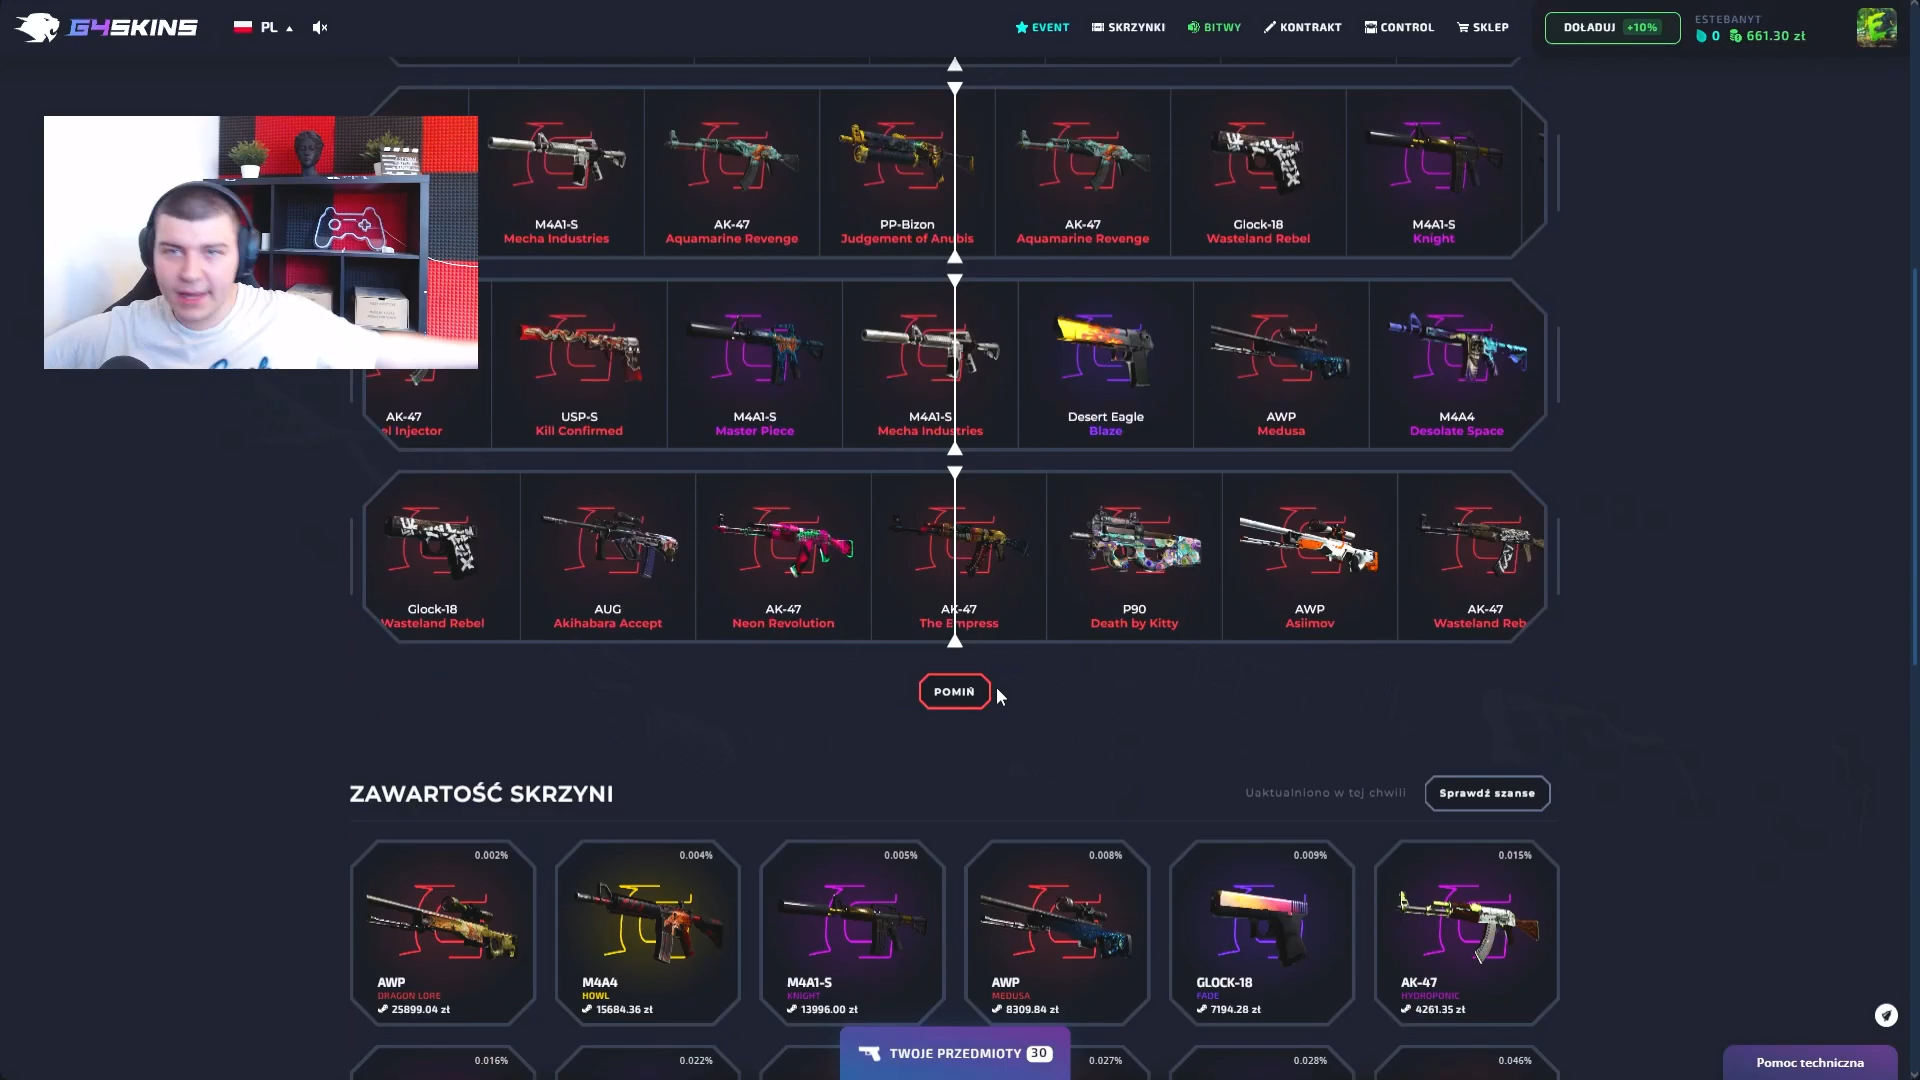 G4SKINS
PL
EVENT
SKRZYNKI
BITWY
KONTRAKT
CONTROL
SKLEP
DOŁADUJ +10%
ESTEBANYT
0 661.30 zł
M4A1-S
Mecha Industries
AK-47
Aquamarine Revenge
PP-Bizon
Judgement of Anubis
AK-47
Aquamarine Revenge
Glock-18
Wasteland Rebel
M4A1-S
Knight
AK-47
el Injector
USP-S
Kill Confirmed
M4A1-S
Master Piece
M4A1-S
Mecha Industries
Desert Eagle
Blaze
AWP
Medusa
M4A4
Desolate Space
Glock-18
Wasteland Rebel
AUG
Akihabara Accept
AK-47
Neon Revolution
AK-47
The Empress
P90
Death by Kitty
AWP
Asiimov
AK-47
Wasteland Reb
POMIŃ
ZAWARTOŚĆ SKRZYNI
Uaktualniono w tej chwili
Sprawdź szanse
0.002%
AWP
DRAGON LORE
25899.04 zł
0.004%
M4A4
HOWL
15684.36 zł
0.005%
M4A1-S
KNIGHT
13996.00 zł
0.008%
AWP
MEDUSA
8309.84 zł
0.009%
GLOCK-18
FADE
7194.28 zł
0.015%
AK-47
HYDROPONIC
4261.35 zł
0.016%
0.022%
0.027%
0.028%
0.046%
TWOJE PRZEDMIOTY 30
Pomoc techniczna